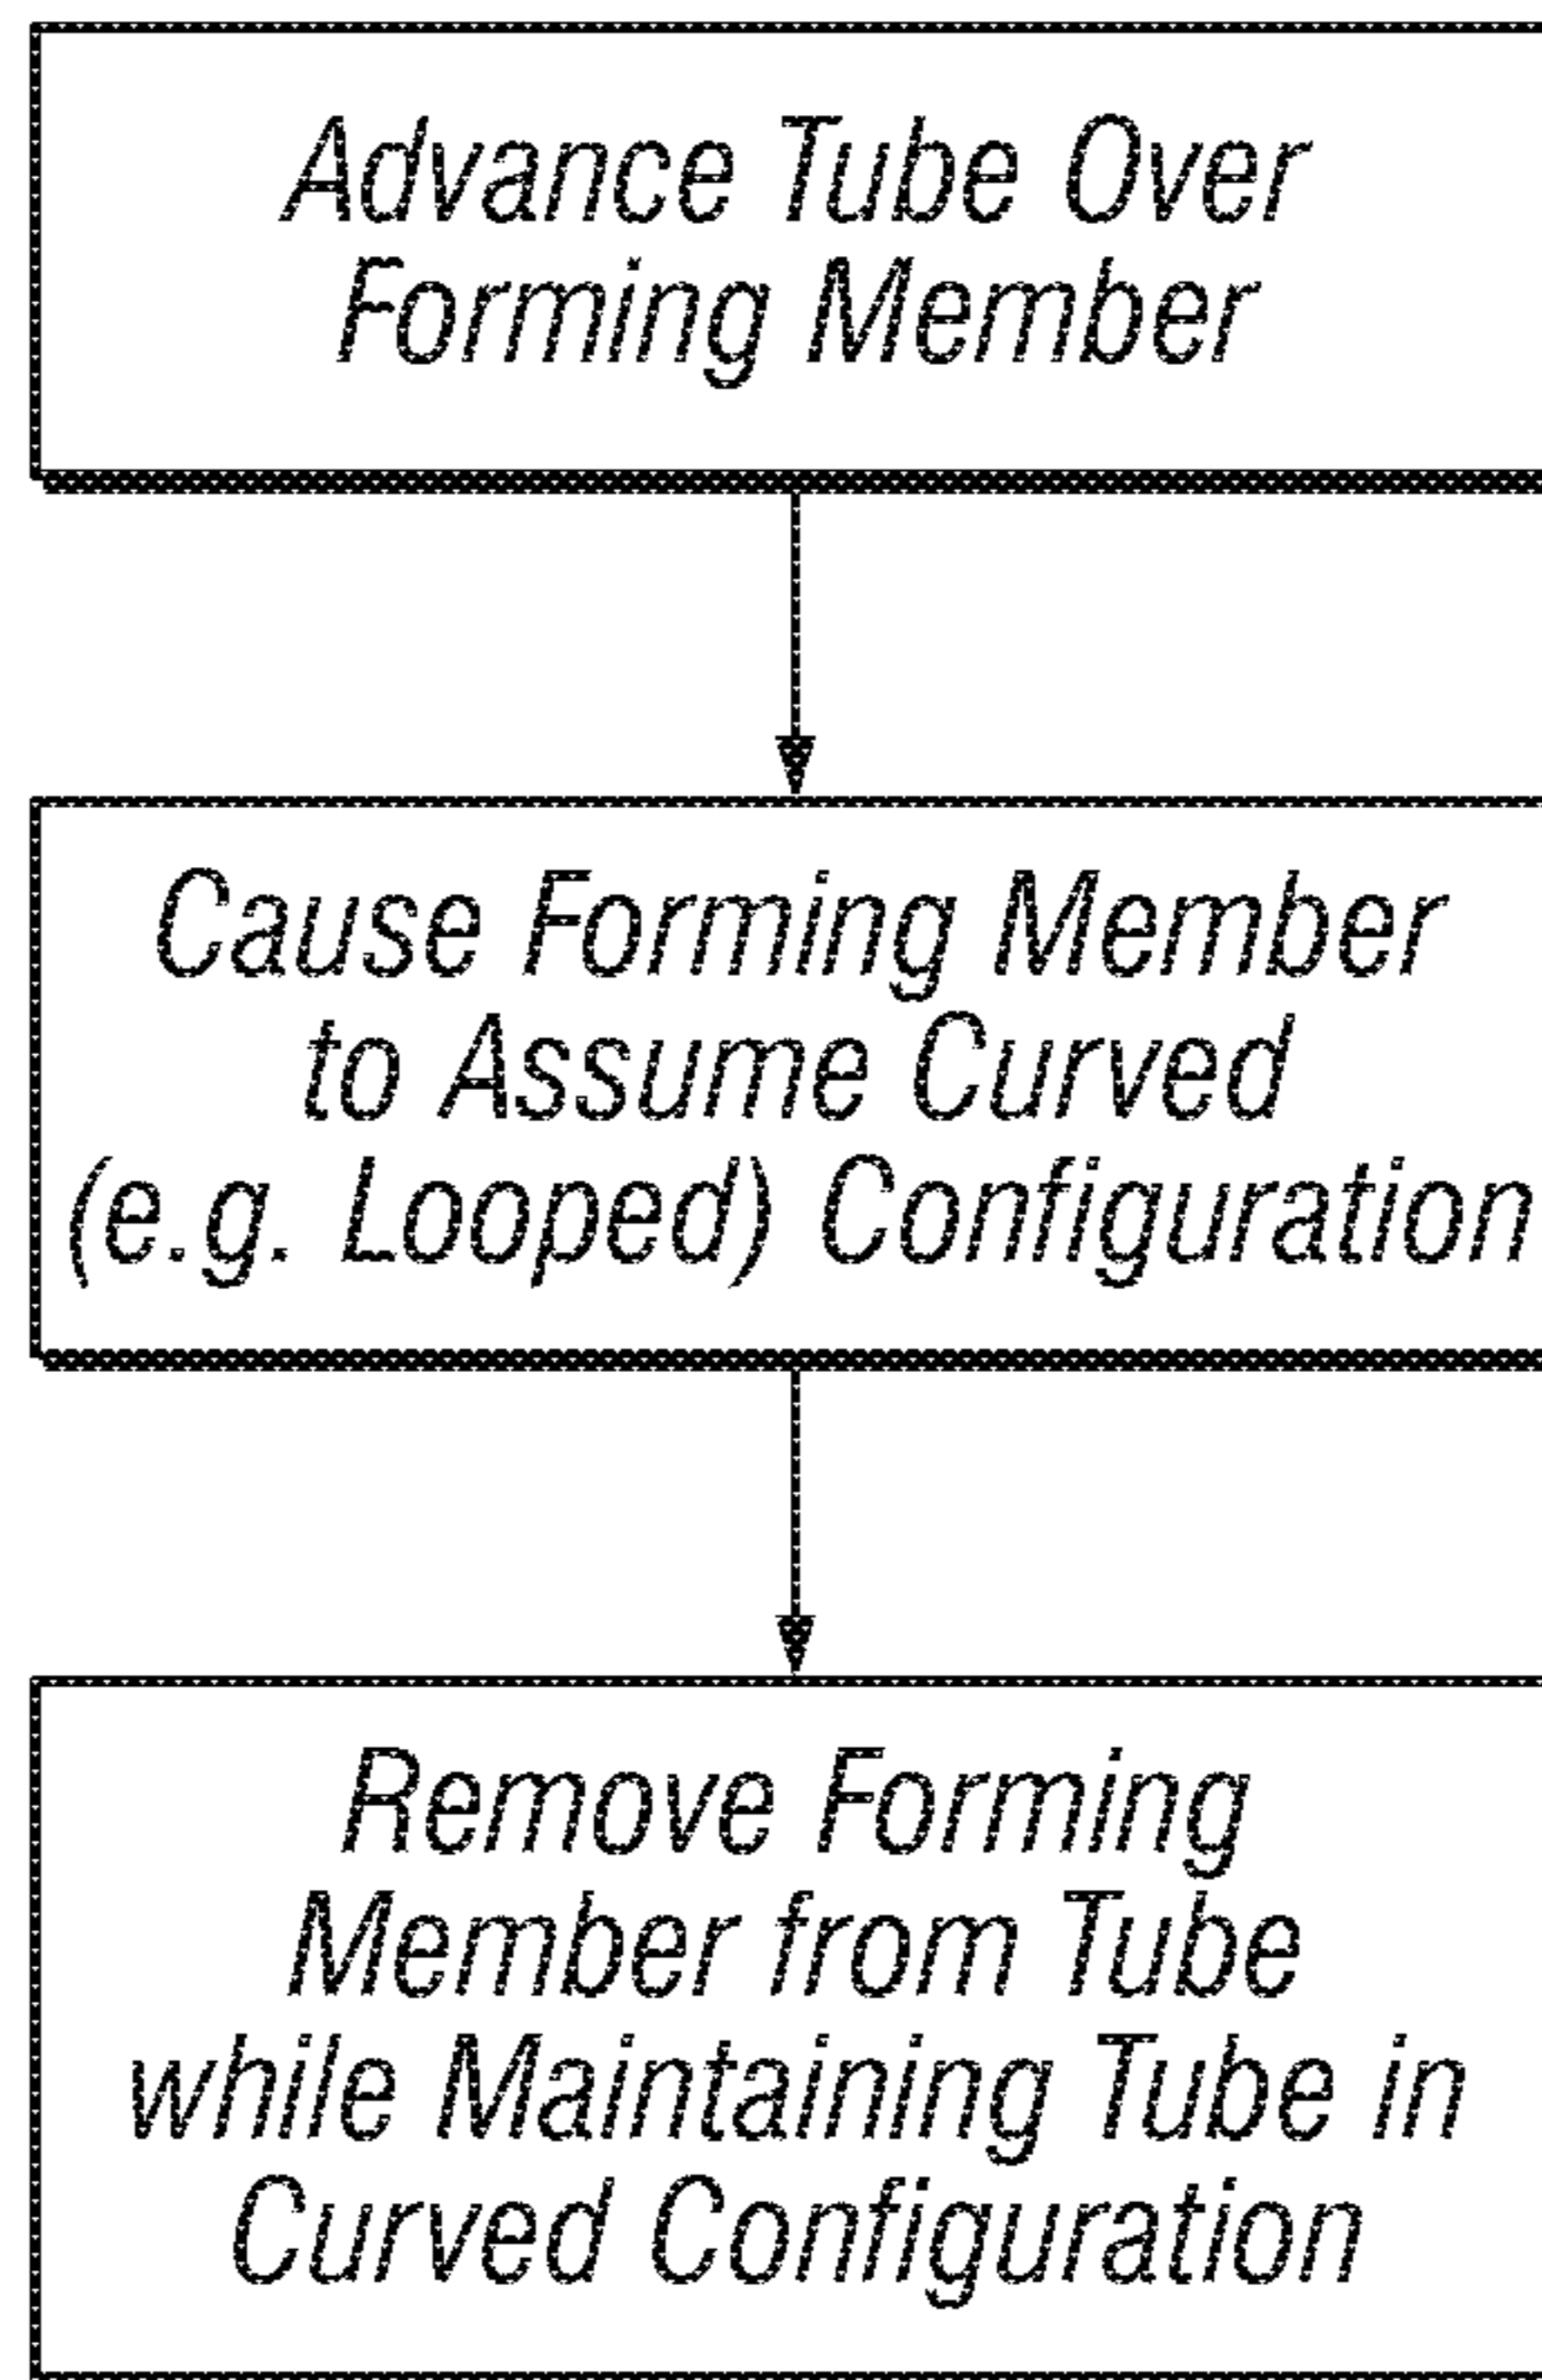 Advance Tube Over
Forming Member
Cause Forming Member
to Assume Curved
(e.g. Looped) Configuration
Remove Forming
Member from Tube
while Maintaining Tube in
Curved Configuration